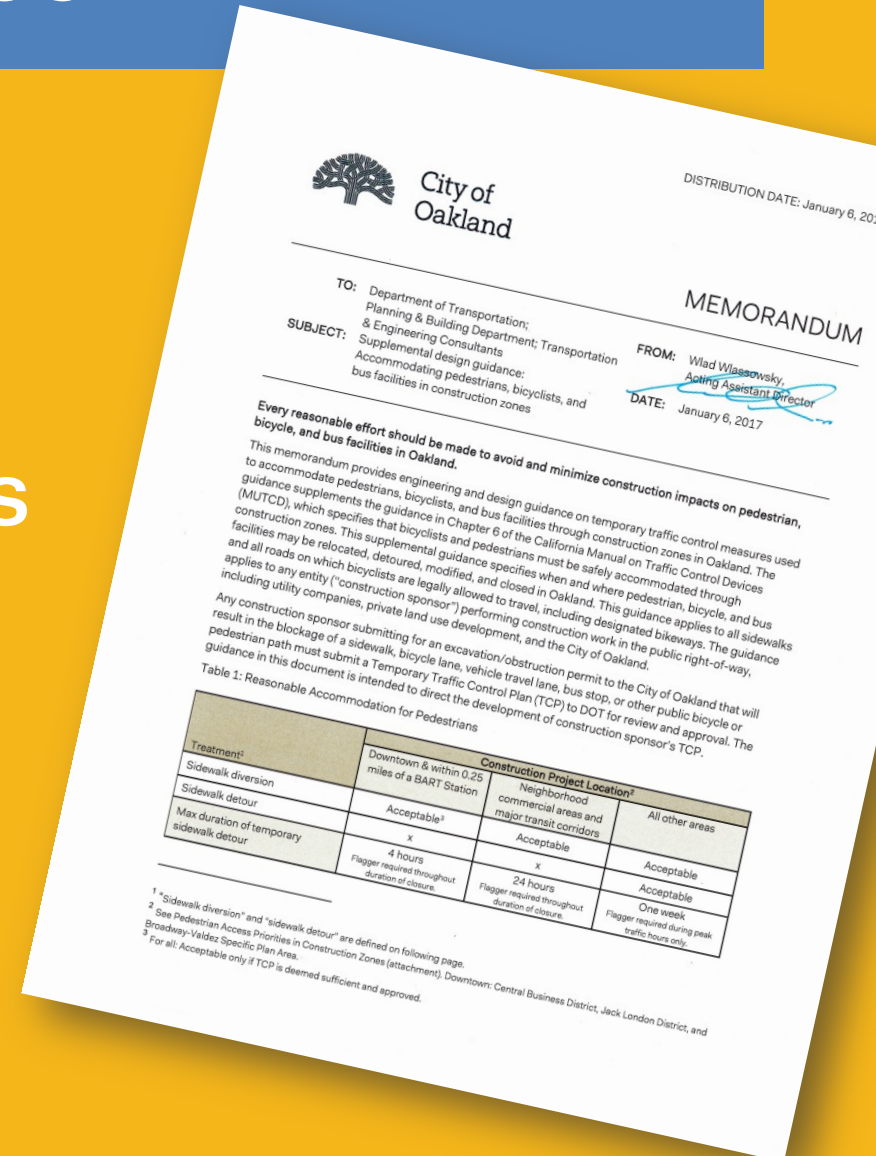 s
City of
Oakland
DISTRIBUTION DATE: January 6, 201
MEMORANDUM
TO: Department of Transportation;
Planning & Building Department; Transportation
& Engineering Consultants
SUBJECT: Supplemental design guidance:
Accommodating pedestrians, bicyclists, and
bus facilities in construction zones
FROM: Wlad Wlassowsky,
Acting Assistant Director
DATE: January 6, 2017
Every reasonable effort should be made to avoid and minimize construction impacts on pedestrian,
bicycle, and bus facilities in Oakland.
This memorandum provides engineering and design guidance on temporary traffic control measures used
to accommodate pedestrians, bicyclists, and bus facilities through construction zones in Oakland. The
guidance supplements the guidance in Chapter 6 of the California Manual on Traffic Control Devices
(MUTCD), which specifies that bicyclists and pedestrians must be safely accommodated through
construction zones. This supplemental guidance specifies when and where pedestrian, bicycle, and bus
facilities may be relocated, detoured, modified, and closed in Oakland. This guidance applies to all sidewalks
and all roads on which bicyclists are legally allowed to travel, including designated bikeways. The guidance
applies to any entity (“construction sponsor”) performing construction work in the public right-of-way,
including utility companies, private land use development, and the City of Oakland.
Any construction sponsor submitting for an excavation/obstruction permit to the City of Oakland that will
result in the blockage of a sidewalk, bicycle lane, vehicle travel lane, bus stop, or other public bicycle or
pedestrian path must submit a Temporary Traffic Control Plan (TCP) to DOT for review and approval. The
guidance in this document is intended to direct the development of construction sponsor's TCP.
Table 1: Reasonable Accommodation for Pedestrians
Construction Project Location²
Treatment¹
Downtown & within 0.25
miles of a BART Station
Neighborhood
commercial areas and
major transit corridors
All other areas
Sidewalk diversion
Acceptable³
Acceptable
Acceptable
Sidewalk detour
x
x
Acceptable
Max duration of temporary
sidewalk detour
4 hours
Flagger required throughout
duration of closure.
24 hours
Flagger required throughout
duration of closure.
One week
Flagger required during peak
traffic hours only.
¹ “Sidewalk diversion” and “sidewalk detour” are defined on following page.
² See Pedestrian Access Priorities in Construction Zones (attachment). Downtown: Central Business District, Jack London District, and
Broadway-Valdez Specific Plan Area.
³ For all: Acceptable only if TCP is deemed sufficient and approved.